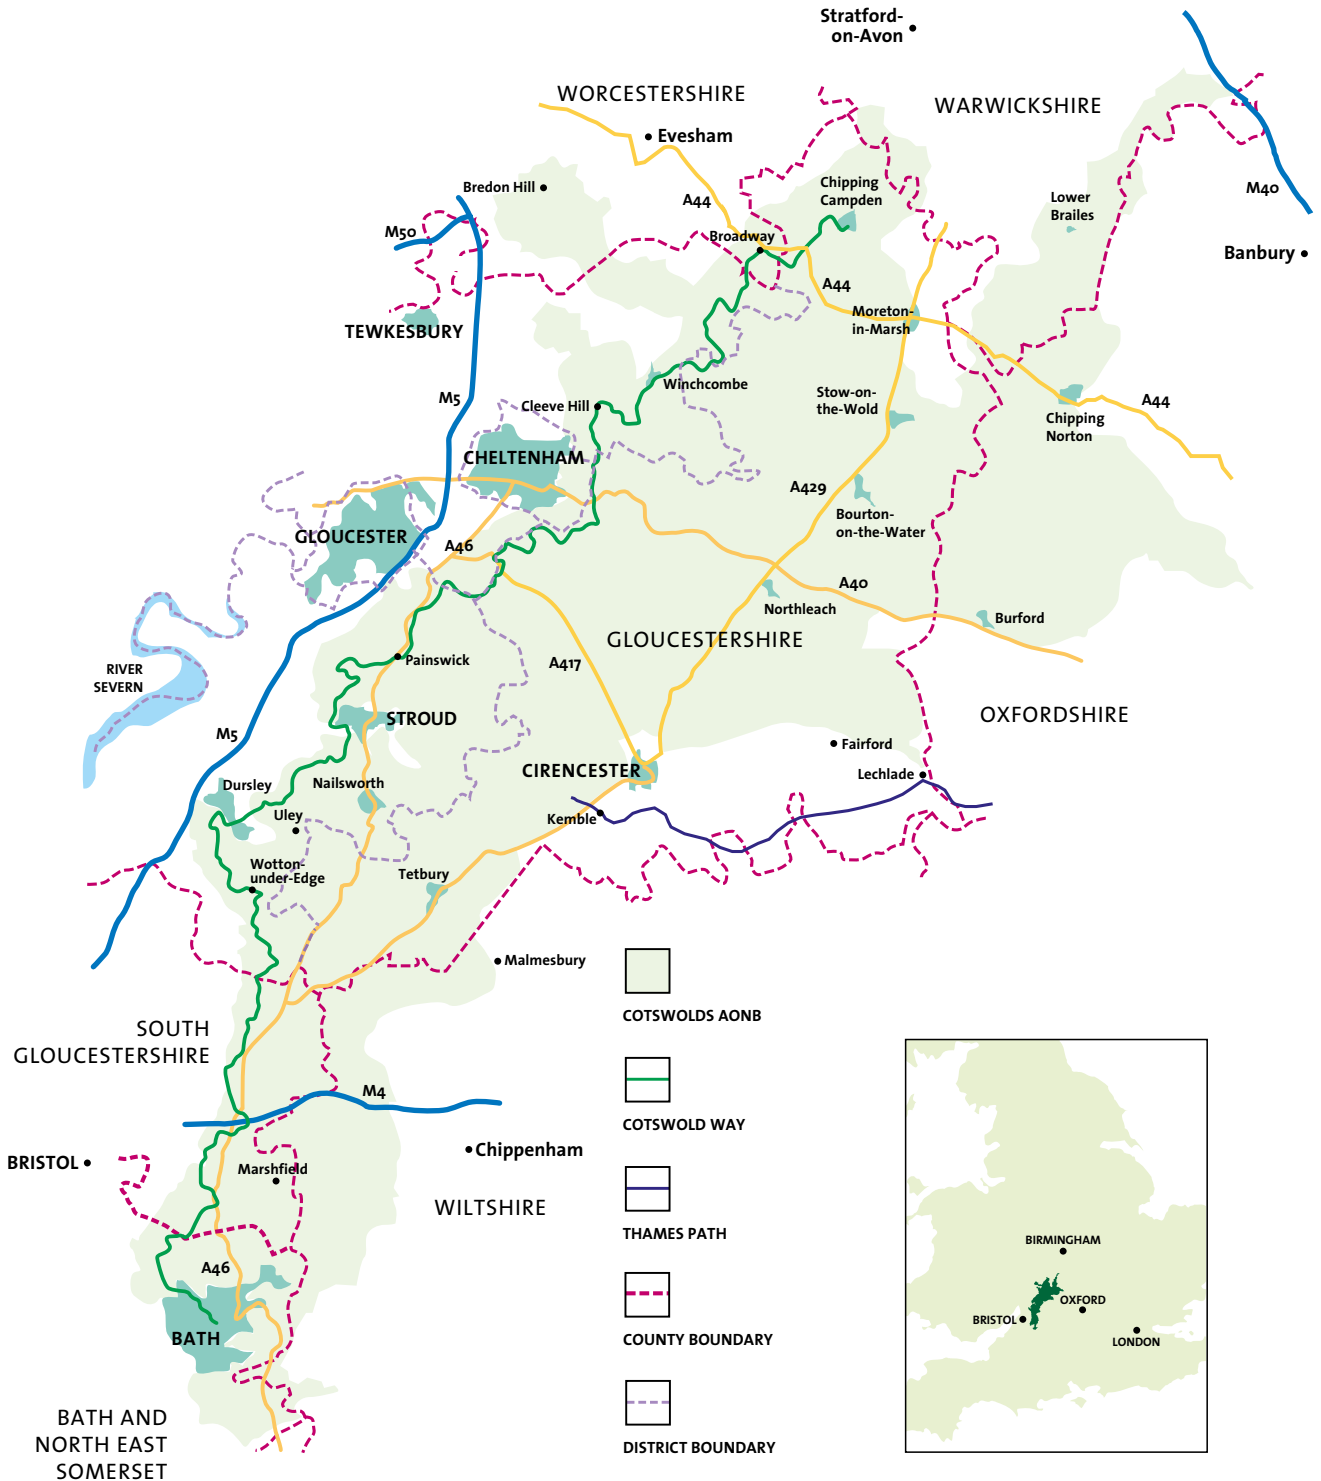 Stratford-
on-Avon
WORCESTERSHIRE
WARWICKSHIRE
Evesham
Bredon Hill
A44
Chipping
Campden
Lower
Brailes
M40
M50
Broadway
Banbury
A44
Moreton-
in-Marsh
TEWKESBURY
Winchcombe
M5
Cleeve Hill
Stow-on-
the-Wold
A44
Chipping
Norton
CHELTENHAM
A429
Bourton-
on-the-Water
GLOUCESTER
A46
A40
Northleach
Burford
GLOUCESTERSHIRE
RIVER
SEVERN
Painswick
A417
STROUD
OXFORDSHIRE
M5
Fairford
Lechlade
CIRENCESTER
Dursley
Nailsworth
Uley
Kemble
Wotton-
under-Edge
Tetbury
Malmesbury
COTSWOLDS AONB
SOUTH
GLOUCESTERSHIRE
M4
COTSWOLD WAY
BRISTOL
Chippenham
Marshfield
WILTSHIRE
THAMES PATH
A46
BATH
COUNTY BOUNDARY
BATH AND
NORTH EAST
SOMERSET
DISTRICT BOUNDARY
BIRMINGHAM
OXFORD
BRISTOL
LONDON